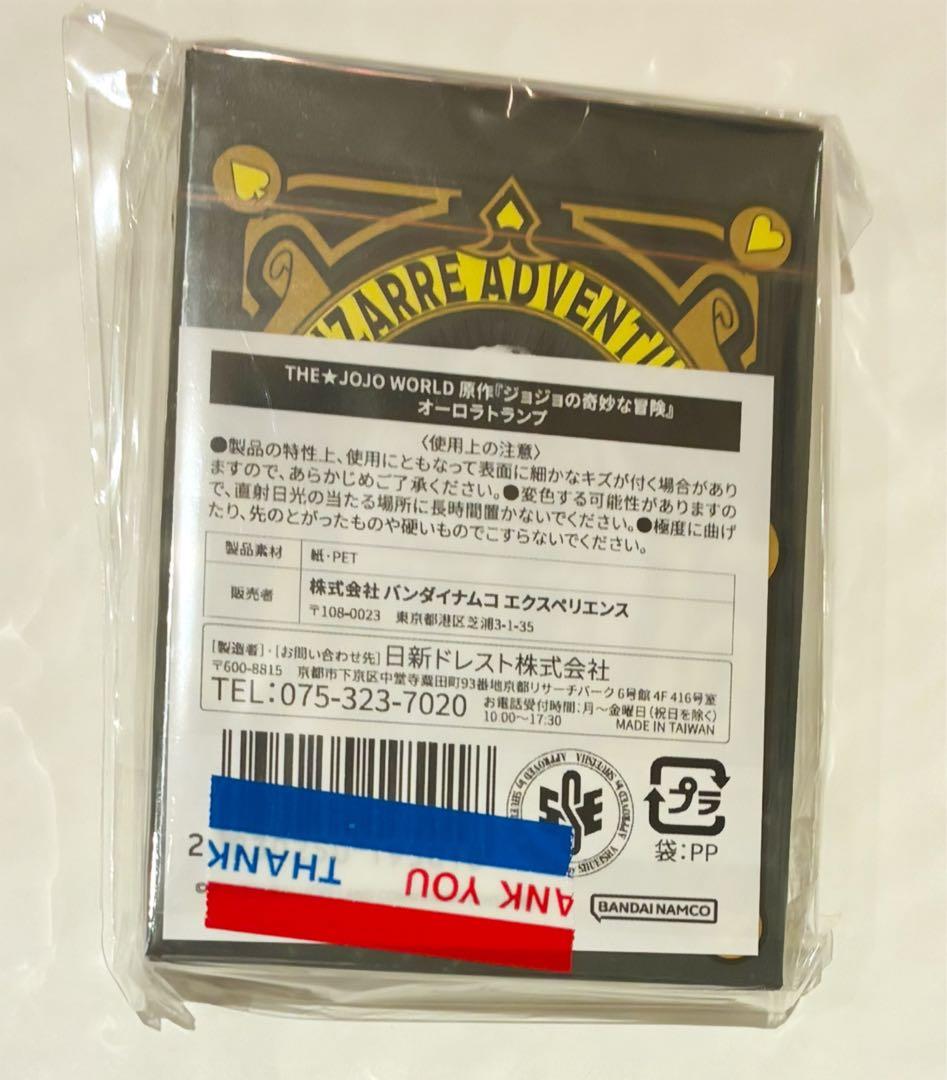 IZARRE ADVENTU
THE★JOJO WORLD 原作『ジョジョの奇妙な冒険』
オーロラトランプ
〈使用上の注意〉
●製品の特性上、使用にともなって表面に細かなキズが付く場合があり
ますので、あらかじめご了承ください。●変色する可能性がありますの
で、直射日光の当たる場所に長時間置かないでください。●極度に曲げ
たり、先のとがったものや硬いものでこすらないでください。
製品素材 紙・PET
販売者 株式会社 バンダイナムコ エクスペリエンス
〒108-0023 東京都港区芝浦3-1-35
[製造者]・[お問い合わせ先] 日新ドレスト株式会社
〒600-8815 京都市下京区中堂寺粟田町93番地京都リサーチパーク 6号館 4F 416号室
TEL:075-323-7020 お電話受付時間:月~金曜日(祝日を除く)
10:00~17:30 MADE IN TAIWAN
APPROVED by SHUEISHA
プラ
袋:PP
2
THANK
ANK YOU
©
BANDAI NAMCO